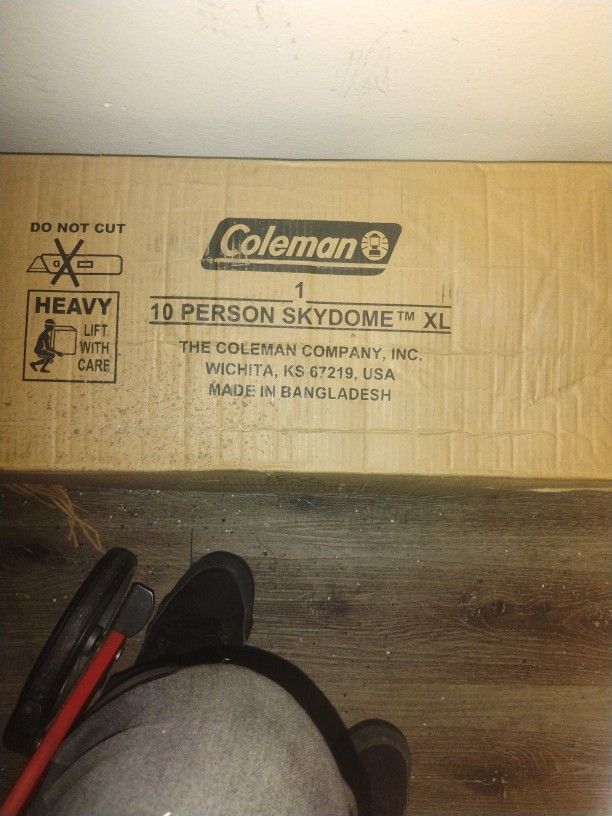 DO NOT CUT
HEAVY
LIFT
WITH
CARE
Coleman
1
10 PERSON SKYDOME™ XL
THE COLEMAN COMPANY, INC.
WICHITA, KS 67219, USA
MADE IN BANGLADESH